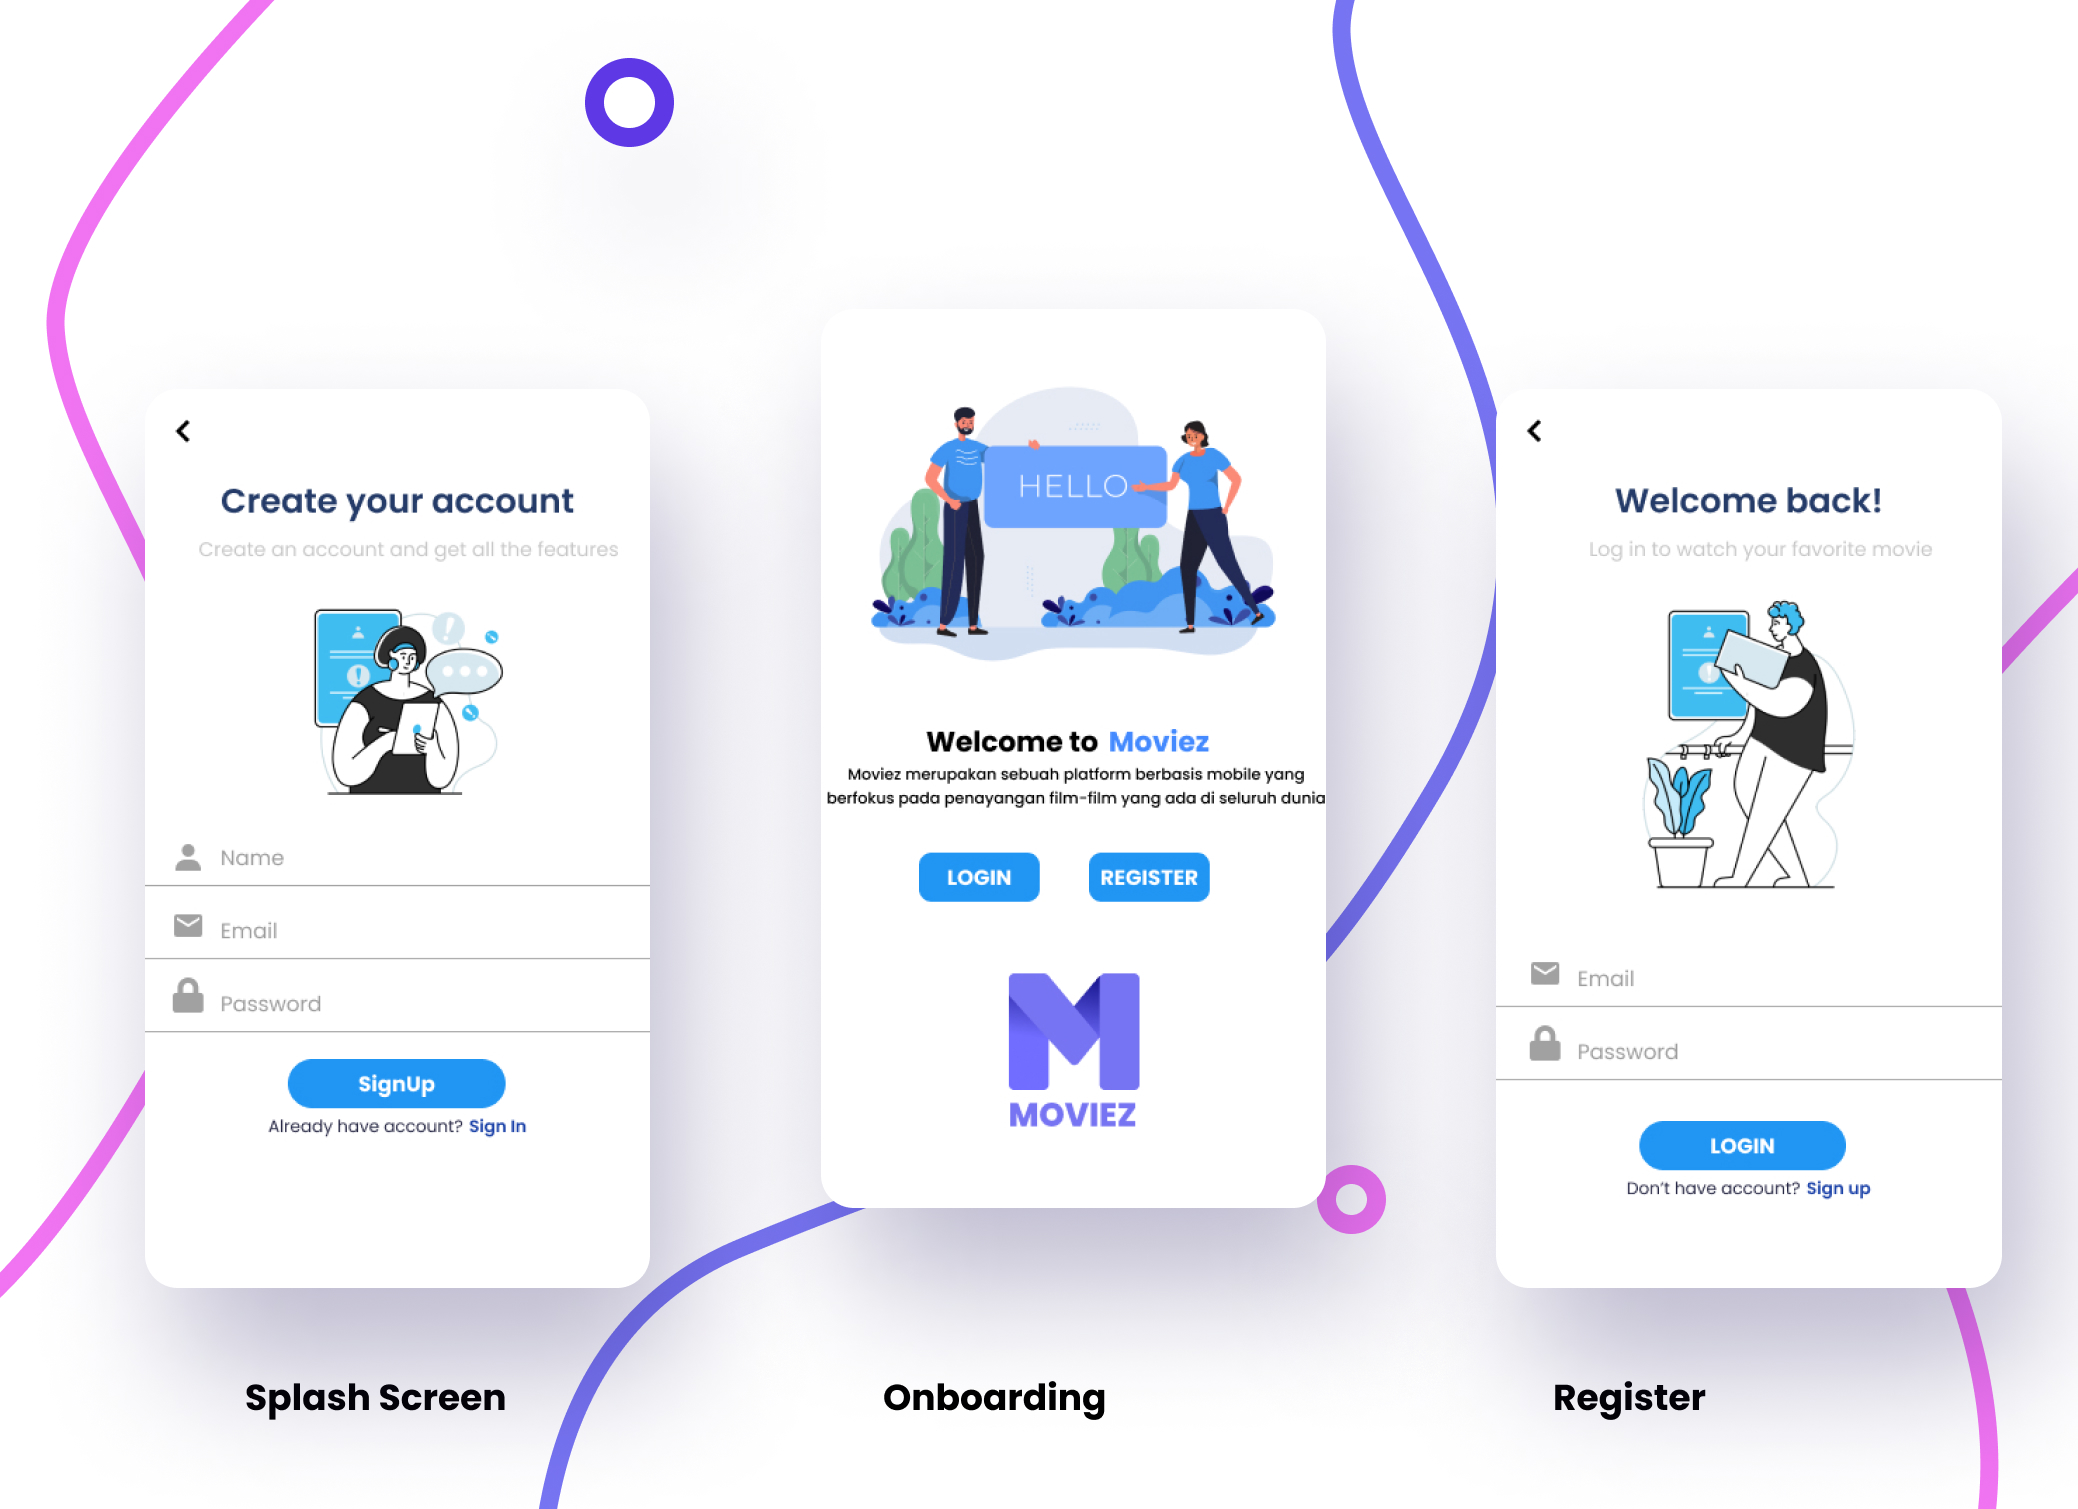 Create your account
Create an account and get all the features
Name
Email
Password
SignUp
Already have account? Sign In
Splash Screen
HELLO
Welcome to Moviez
Moviez merupakan sebuah platform berbasis mobile yang
berfokus pada penayangan film-film yang ada di seluruh dunia
LOGIN
REGISTER
M
MOVIEZ
Onboarding
Welcome back!
Log in to watch your favorite movie
Email
Password
LOGIN
Don't have account? Sign up
Register